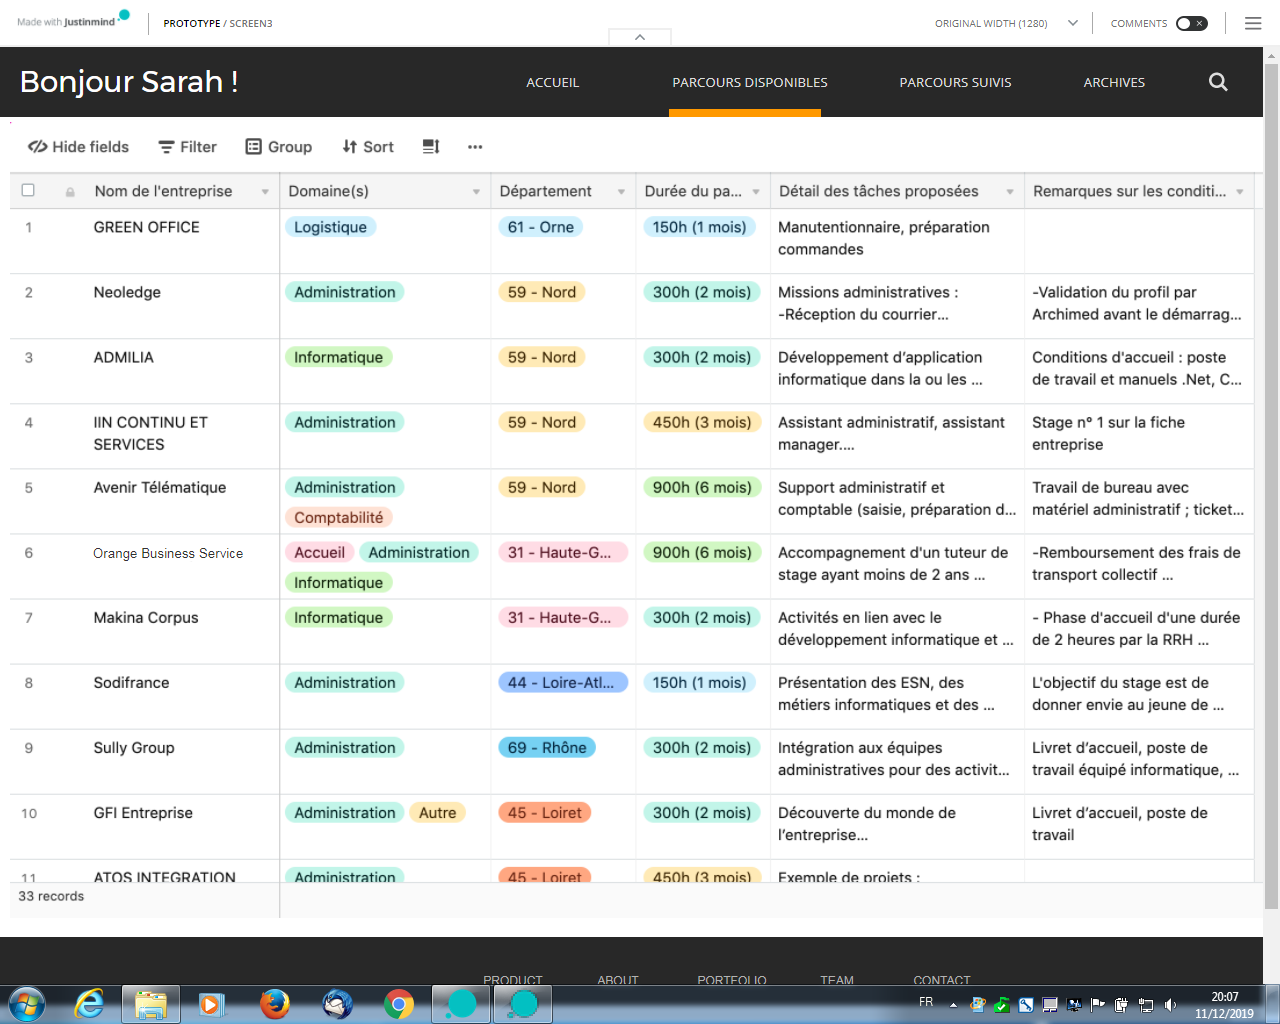 Made with Justinmind
PROTOTYPE / SCREEN3
ORIGINAL WIDTH (1280)
COMMENTS
Bonjour Sarah !
ACCUEIL
PARCOURS DISPONIBLES
PARCOURS SUIVIS
ARCHIVES
Hide fields
Filter
Group
Sort
Nom de l'entreprise
Domaine(s)
Département
Durée du pa...
Détail des tâches proposées
Remarques sur les conditi...
1
GREEN OFFICE
Logistique
61 - Orne
150h (1 mois)
Manutentionnaire, préparation
commandes
2
Neoledge
Administration
59 - Nord
300h (2 mois)
Missions administratives :
-Réception du courrier...
-Validation du profil par
Archimed avant le démarrag...
3
ADMILIA
Informatique
59 - Nord
300h (2 mois)
Développement d'application
informatique dans la ou les ...
Conditions d'accueil : poste
de travail et manuels .Net, C...
4
IIN CONTINU ET
SERVICES
Administration
59 - Nord
450h (3 mois)
Assistant administratif, assistant
manager....
Stage n° 1 sur la fiche
entreprise
5
Avenir Télématique
Administration
Comptabilité
59 - Nord
900h (6 mois)
Support administratif et
comptable (saisie, préparation d...
Travail de bureau avec
matériel administratif ; ticket...
6
Orange Business Service
Accueil
Administration
Informatique
31 - Haute-G...
900h (6 mois)
Accompagnement d'un tuteur de
stage ayant moins de 2 ans ...
-Remboursement des frais de
transport collectif ...
7
Makina Corpus
Informatique
31 - Haute-G...
300h (2 mois)
Activités en lien avec le
développement informatique et ...
- Phase d'accueil d'une durée
de 2 heures par la RRH ...
8
Sodifrance
Administration
44 - Loire-Atl...
150h (1 mois)
Présentation des ESN, des
métiers informatiques et des ...
L'objectif du stage est de
donner envie au jeune de ...
9
Sully Group
Administration
69 - Rhône
300h (2 mois)
Intégration aux équipes
administratives pour des activit...
Livret d'accueil, poste de
travail équipé informatique, ...
10
GFI Entreprise
Administration
Autre
45 - Loiret
300h (2 mois)
Découverte du monde de
l'entreprise...
Livret d'accueil, poste de
travail
11
ATOS INTEGRATION
Administration
45 - Loiret
450h (3 mois)
Exemple de projets :
33 records
PRODUCT
ABOUT
PORTFOLIO
TEAM
CONTACT
FR
20:07
11/12/2019